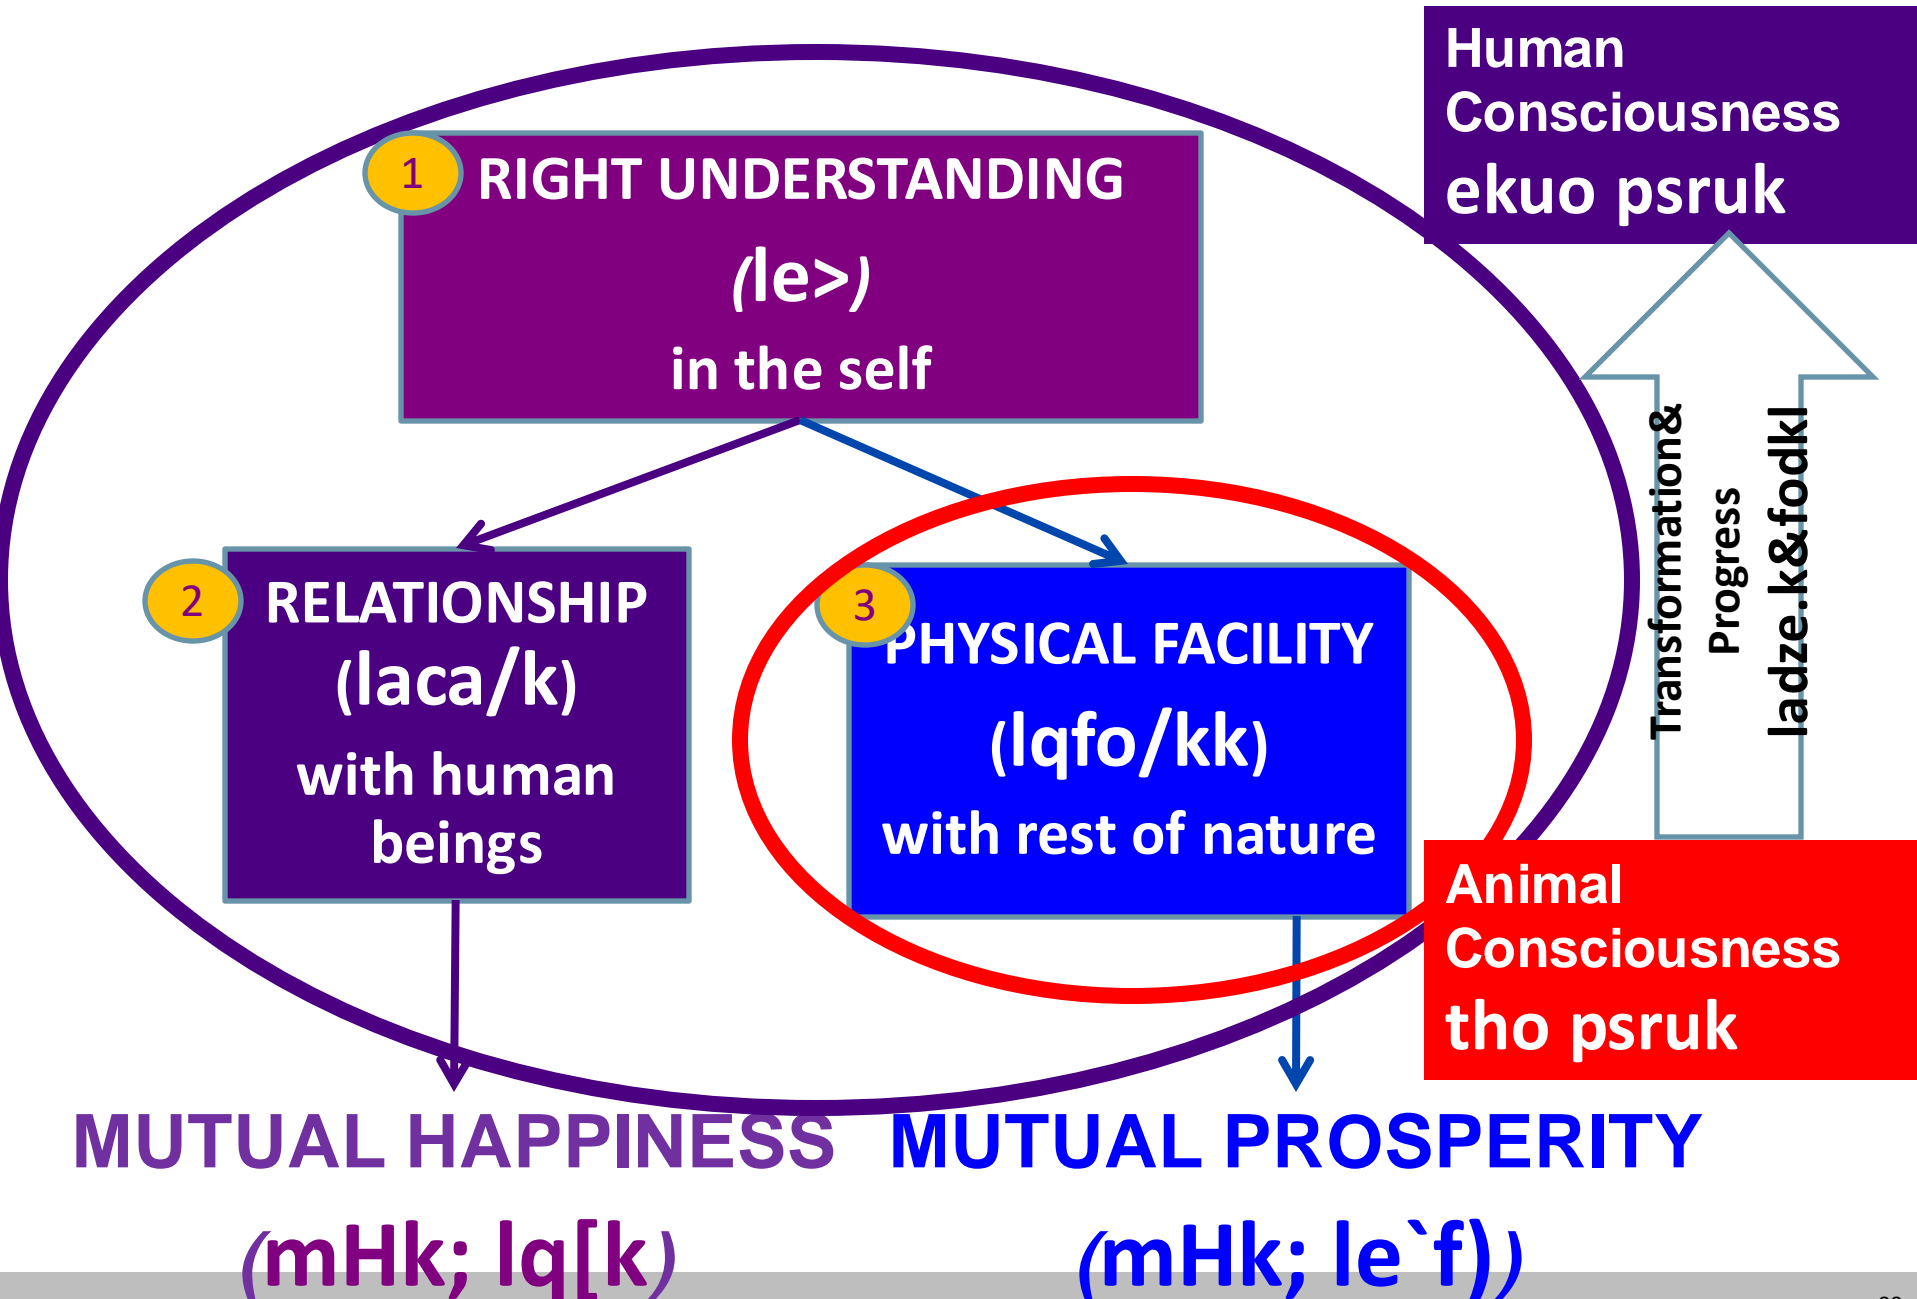 Human
Consciousness
ekuo psruk
1
RIGHT UNDERSTANDING
(le>)
in the self
2
RELATIONSHIP
(laca/k)
with human
beings
3
PHYSICAL FACILITY
(lqfo/kk)
with rest of nature
Transformation&
Progress
ladze.k&fodkl
Animal
Consciousness
tho psruk
MUTUAL HAPPINESS
(mHk; lq[k)
MUTUAL PROSPERITY
(mHk; le`f))